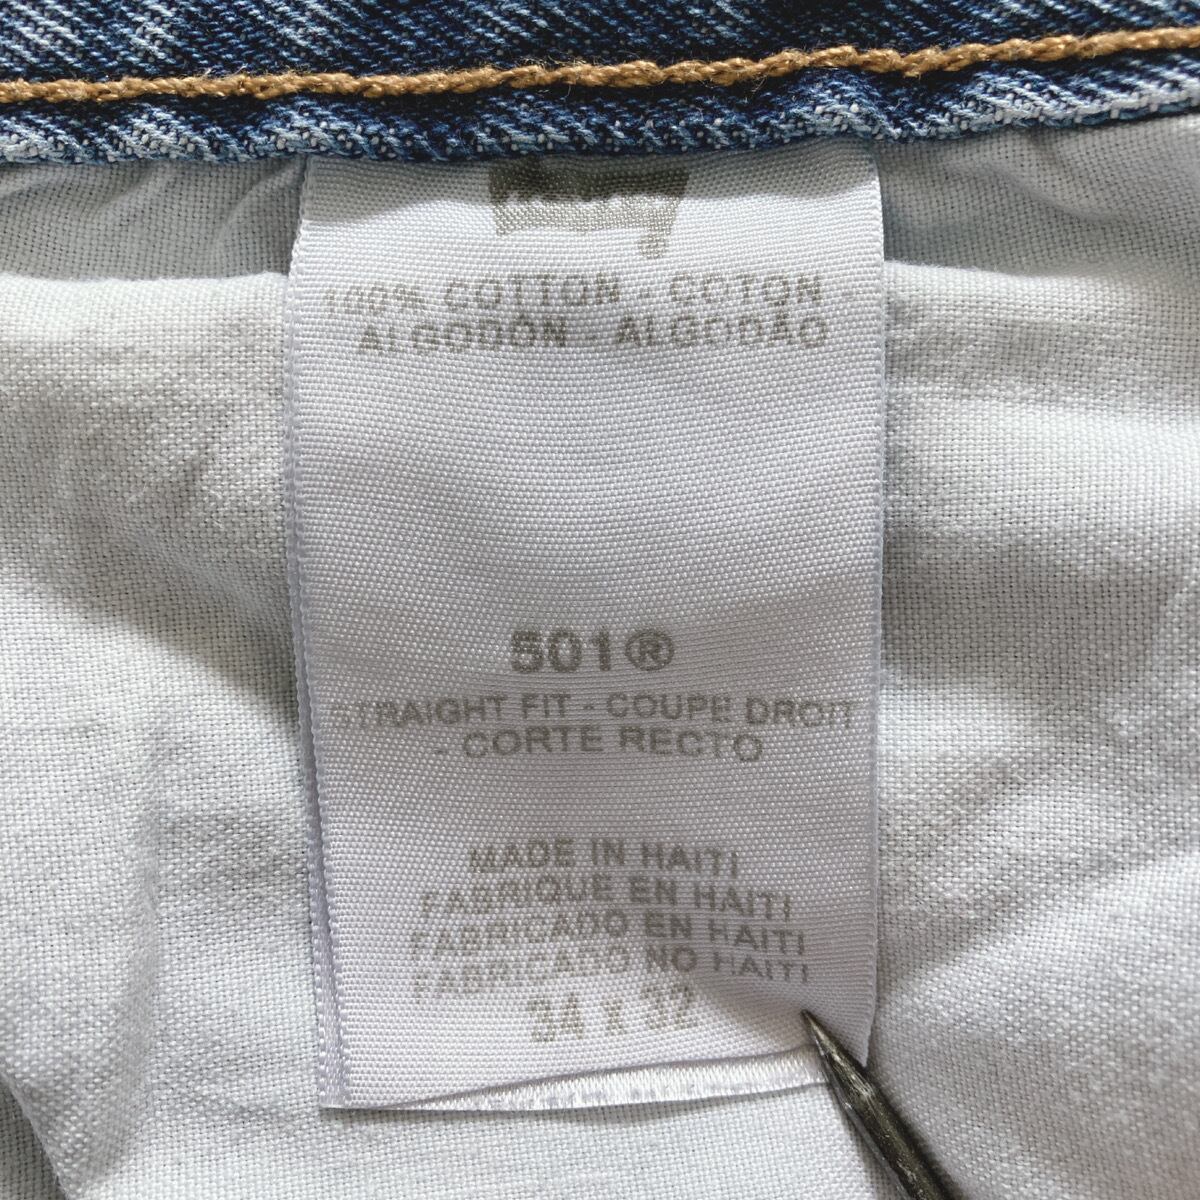 100% COTTON - COTON -
ALGODÓN - ALGODÃO
501®
STRAIGHT FIT - COUPE DROIT
- CORTE RECTO
MADE IN HAITI
FABRIQUE EN HAITI
FABRICADO EN HAITI
FABRICADO NO HAITI
34 x 32